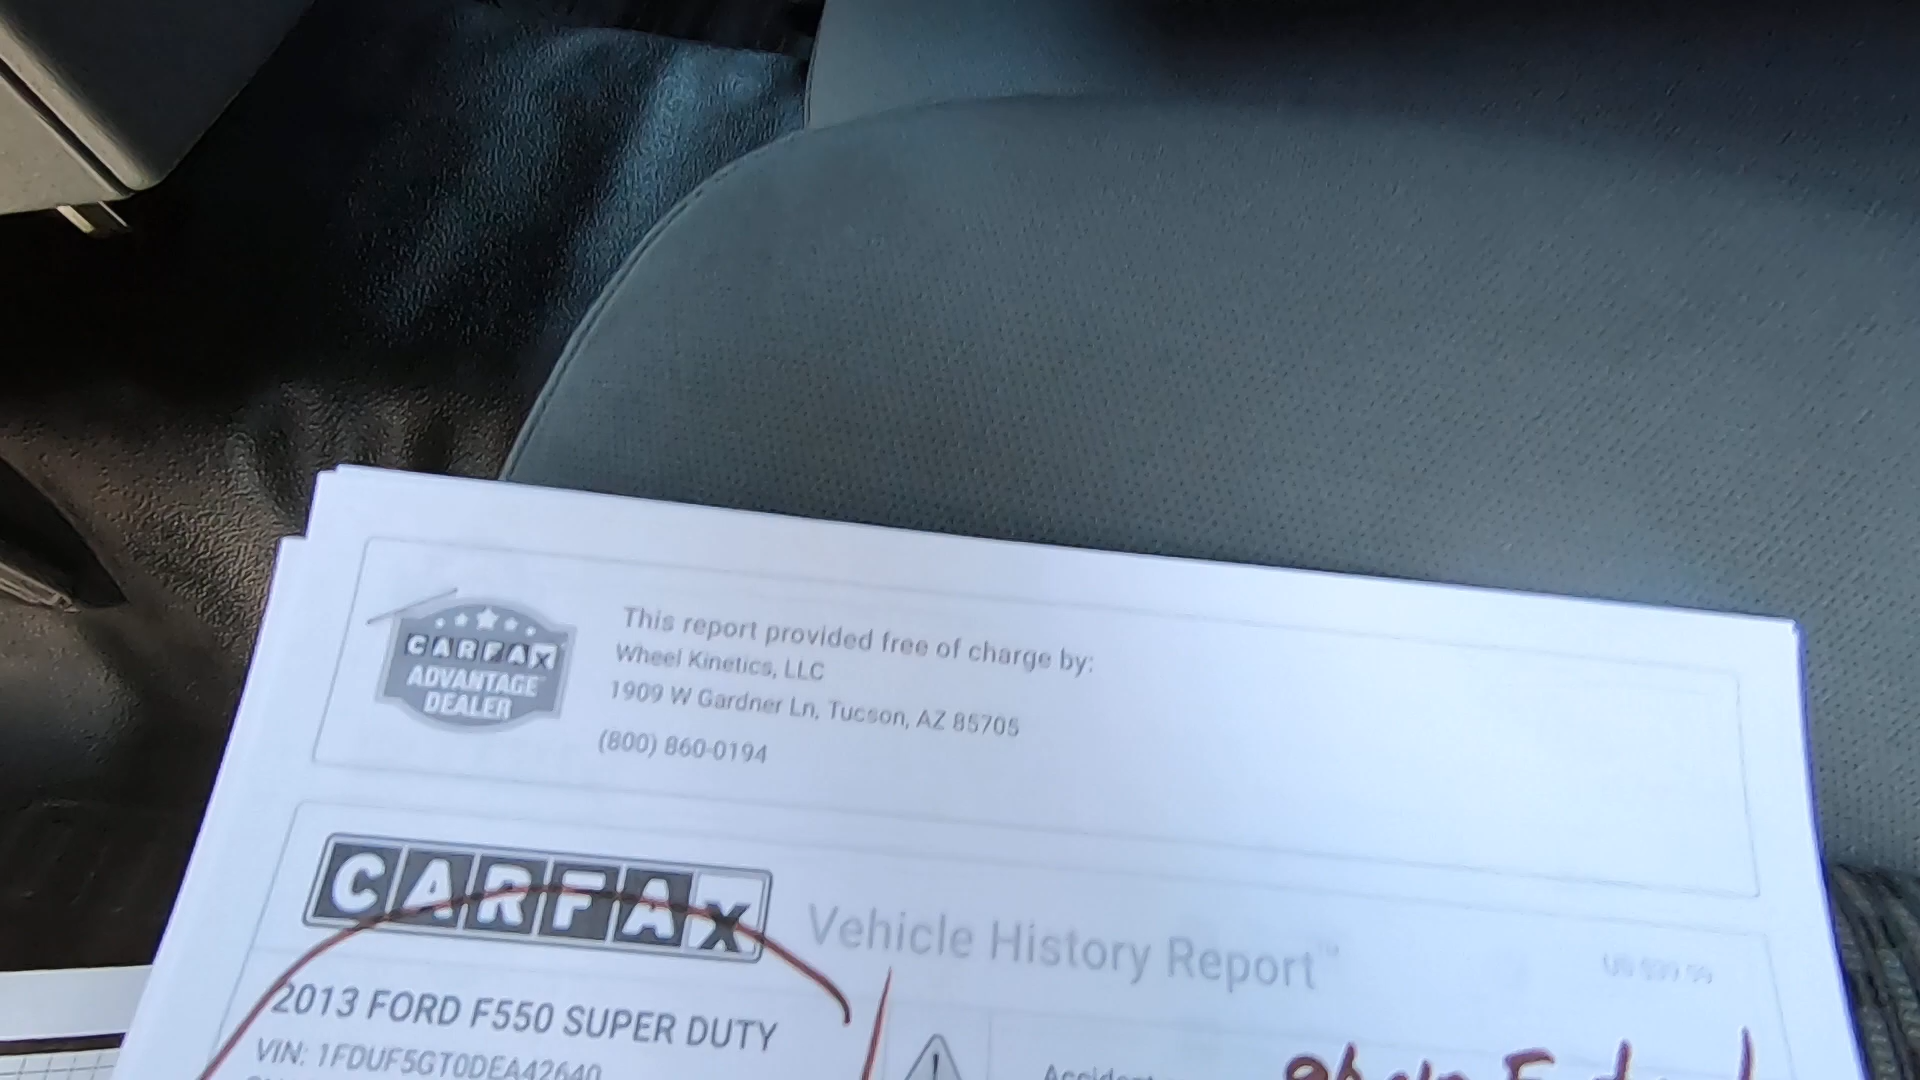 This report provided free of charge by:
Wheel Kinetics, LLC
1909 W Gardner Ln, Tucson, AZ 85705
(800) 860-0194
CARFAX
ADVANTAGE
DEALER
CARFAX Vehicle History Report™
2013 FORD F550 SUPER DUTY
VIN: 1FDUF5GT0DEA42640
Accident